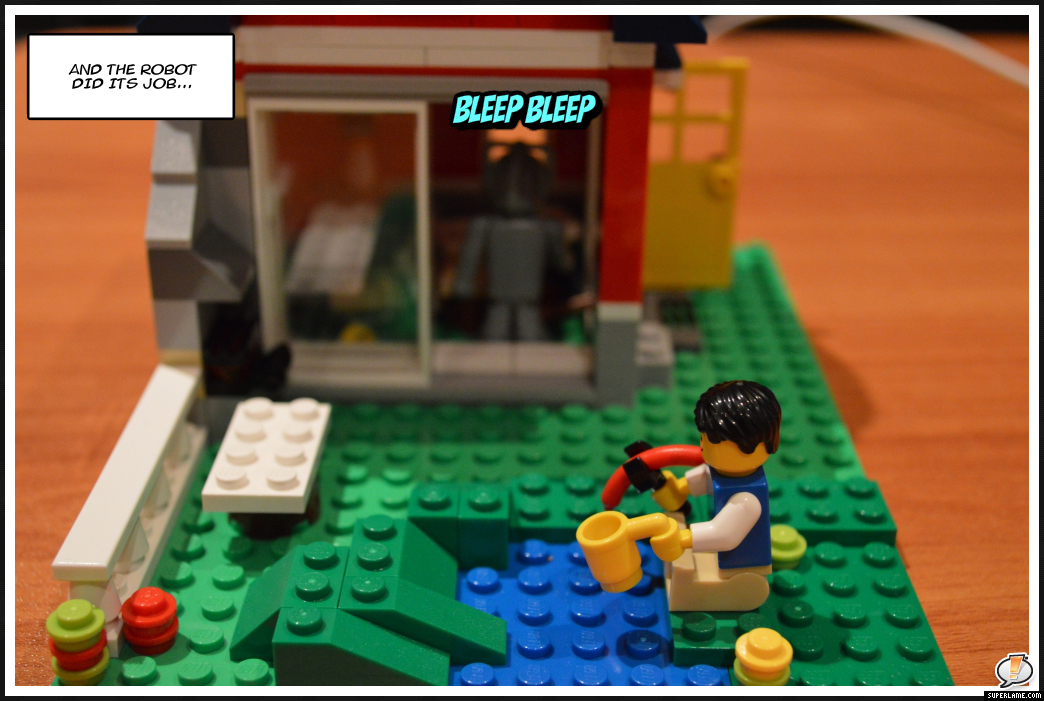 AND THE ROBOT
DID ITS JOB...
BLEEP BLEEP
SUPERLAME.COM